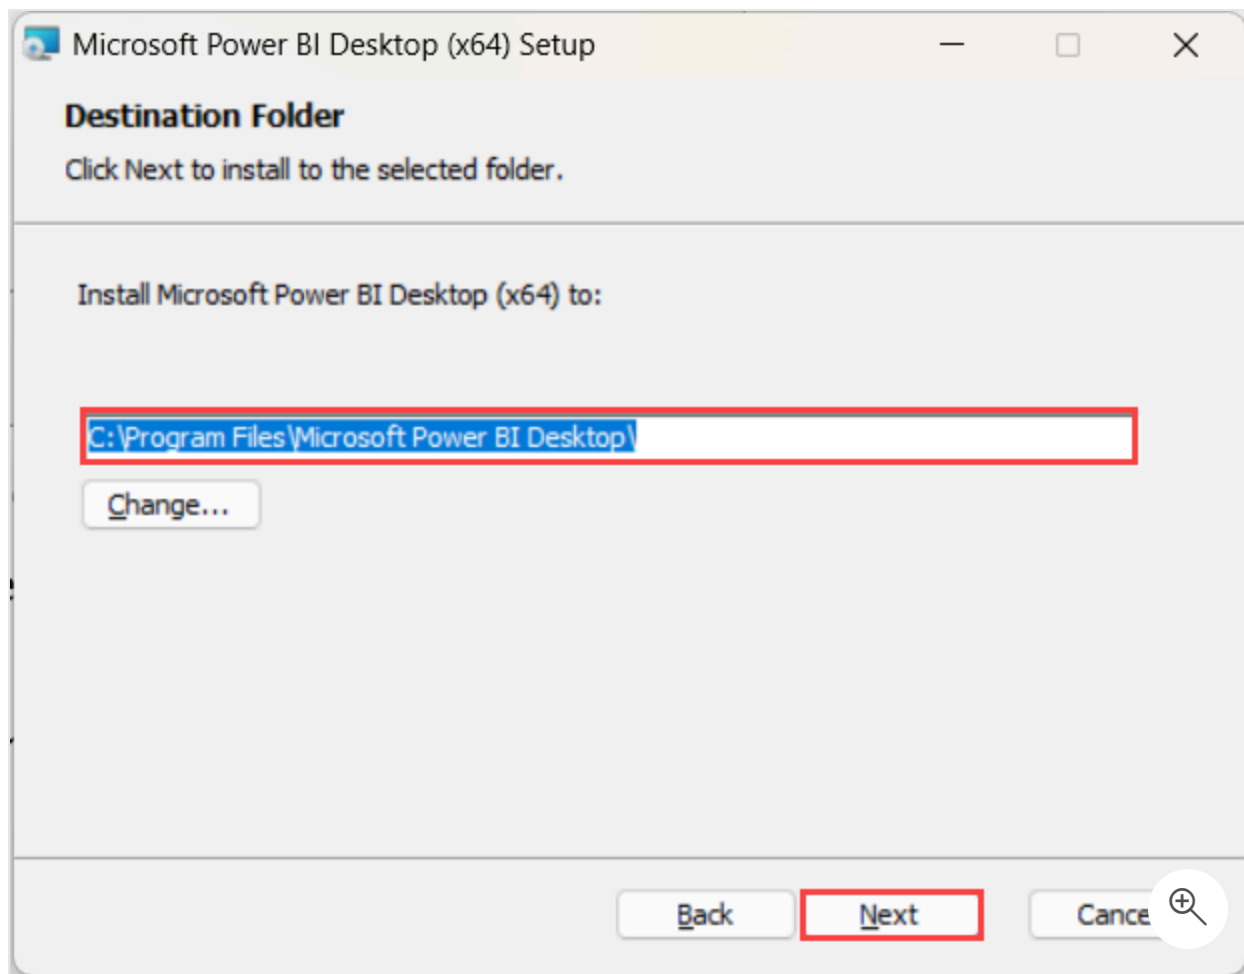 Microsoft Power BI Desktop (x64) Setup
Destination Folder
Click Next to install to the selected folder.
Install Microsoft Power BI Desktop (x64) to:
C:\Program Files\Microsoft Power BI Desktop\
Change...
Back Next Cance